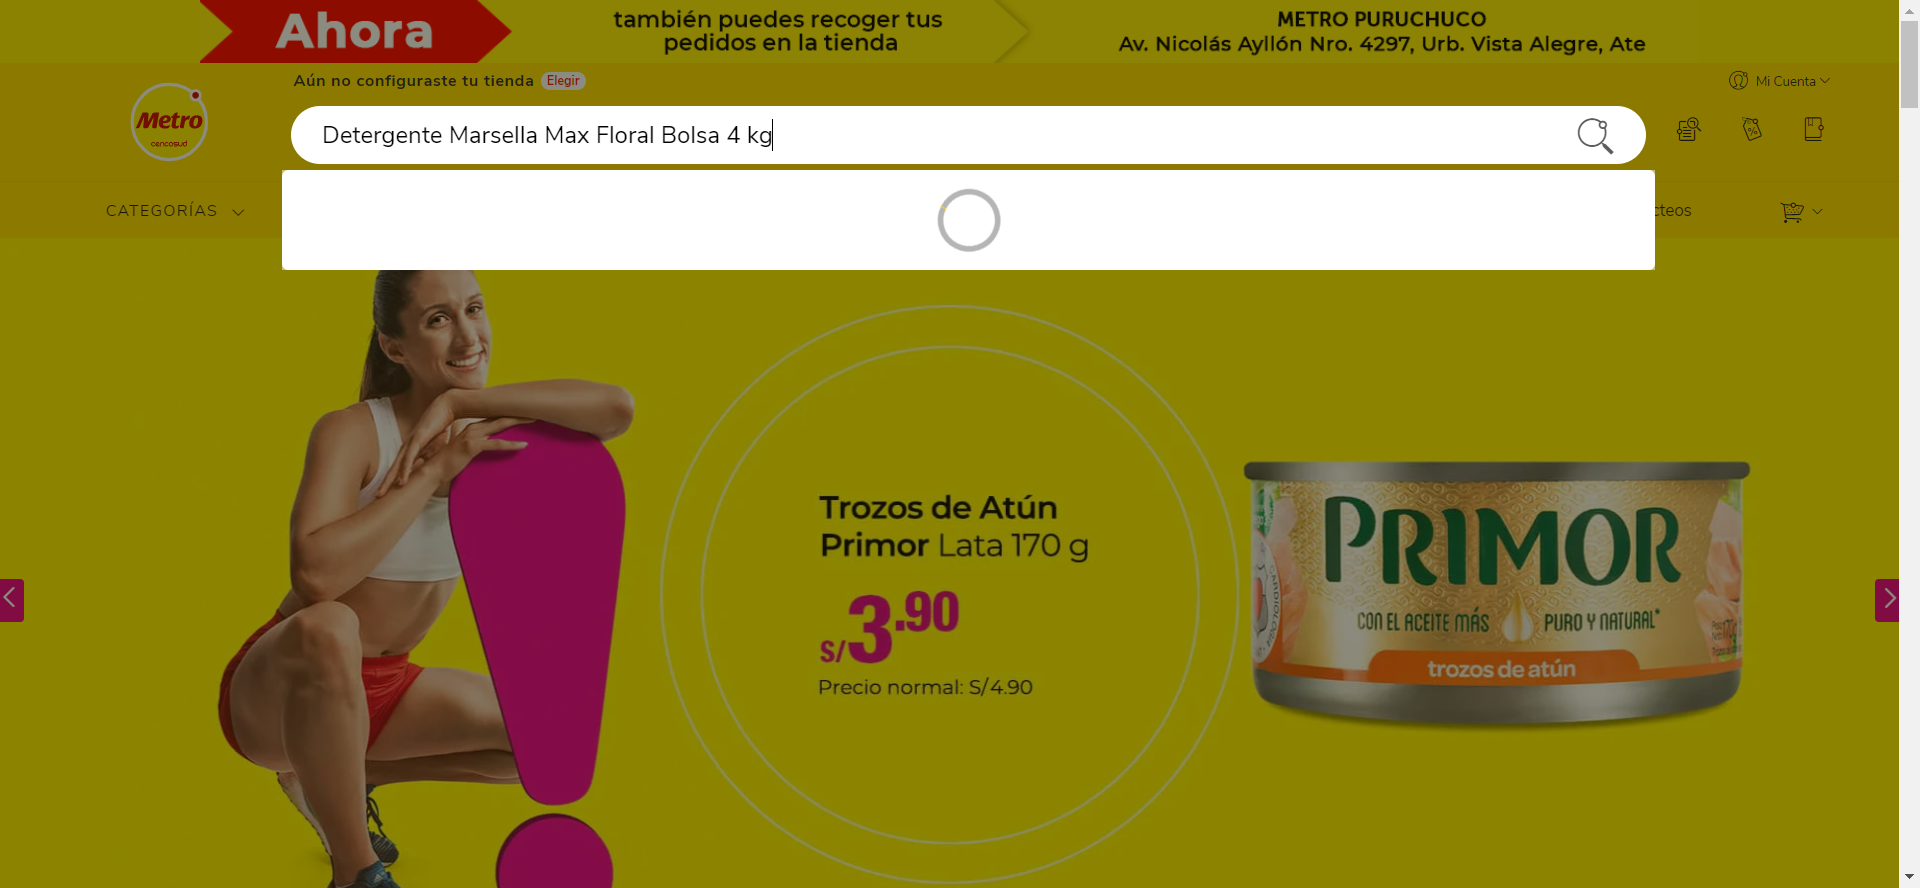 Ahora
también puedes recoger tus
pedidos en la tienda
METRO PURUCHUCO
Av. Nicolás Ayllón Nro. 4297, Urb. Vista Alegre, Ate
Aún no configuraste tu tienda Elegir
Mi Cuenta
Metro
cencosud
Detergente Marsella Max Floral Bolsa 4 kg
%
CATEGORÍAS
cteos
Trozos de Atún
Primor Lata 170 g
S/3.90
Precio normal: S/4.90
PRIMOR
CON EL ACEITE MÁS PURO Y NATURAL*
trozos de atún